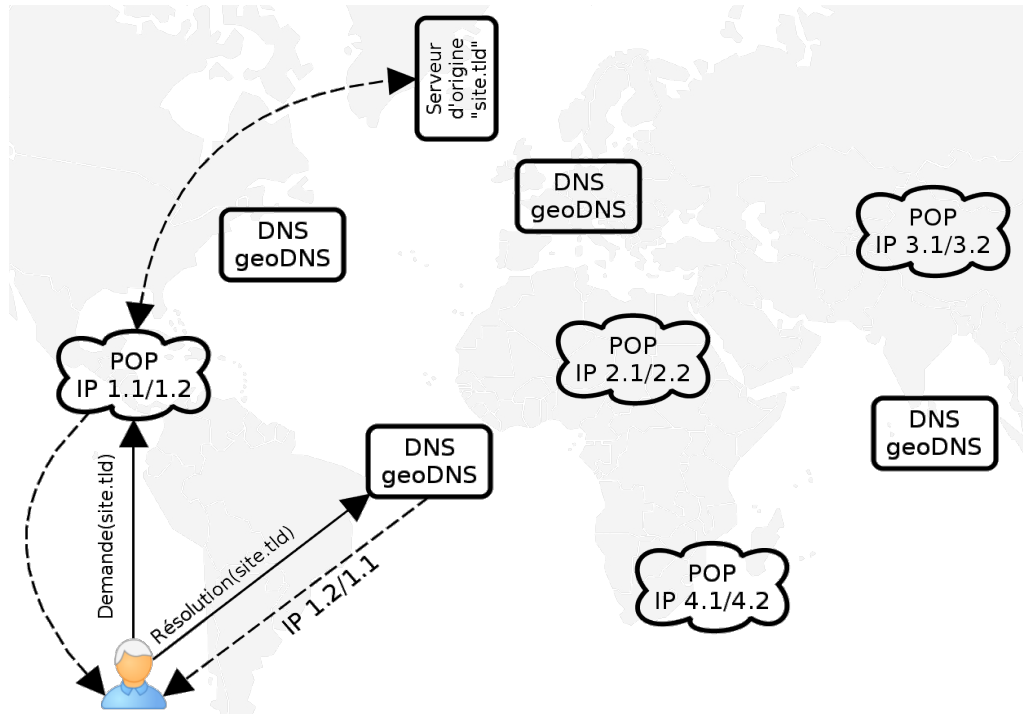 Serveur
d'origine
"site.tld"
DNS
geoDNS
DNS
geoDNS
POP
IP 3.1/3.2
POP
IP 1.1/1.2
POP
IP 2.1/2.2
DNS
geoDNS
DNS
geoDNS
Demande(site.tld)
Résolution(site.tld)
IP 1.2/1.1
POP
IP 4.1/4.2